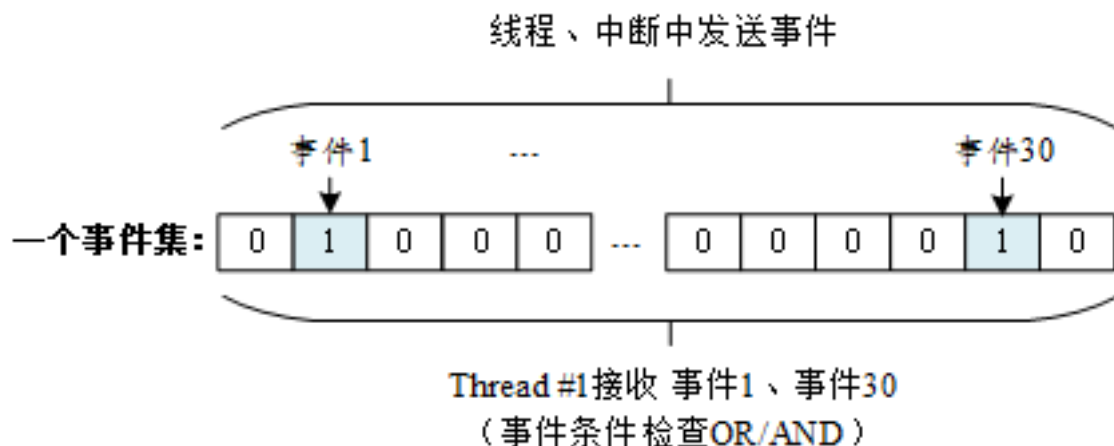 线程、中断中发送事件
事件1 --- 事件30
一个事件集: 0 1 0 0 0 --- 0 0 0 0 1 0
Thread #1接收 事件1、事件30
（事件条件检查OR/AND）